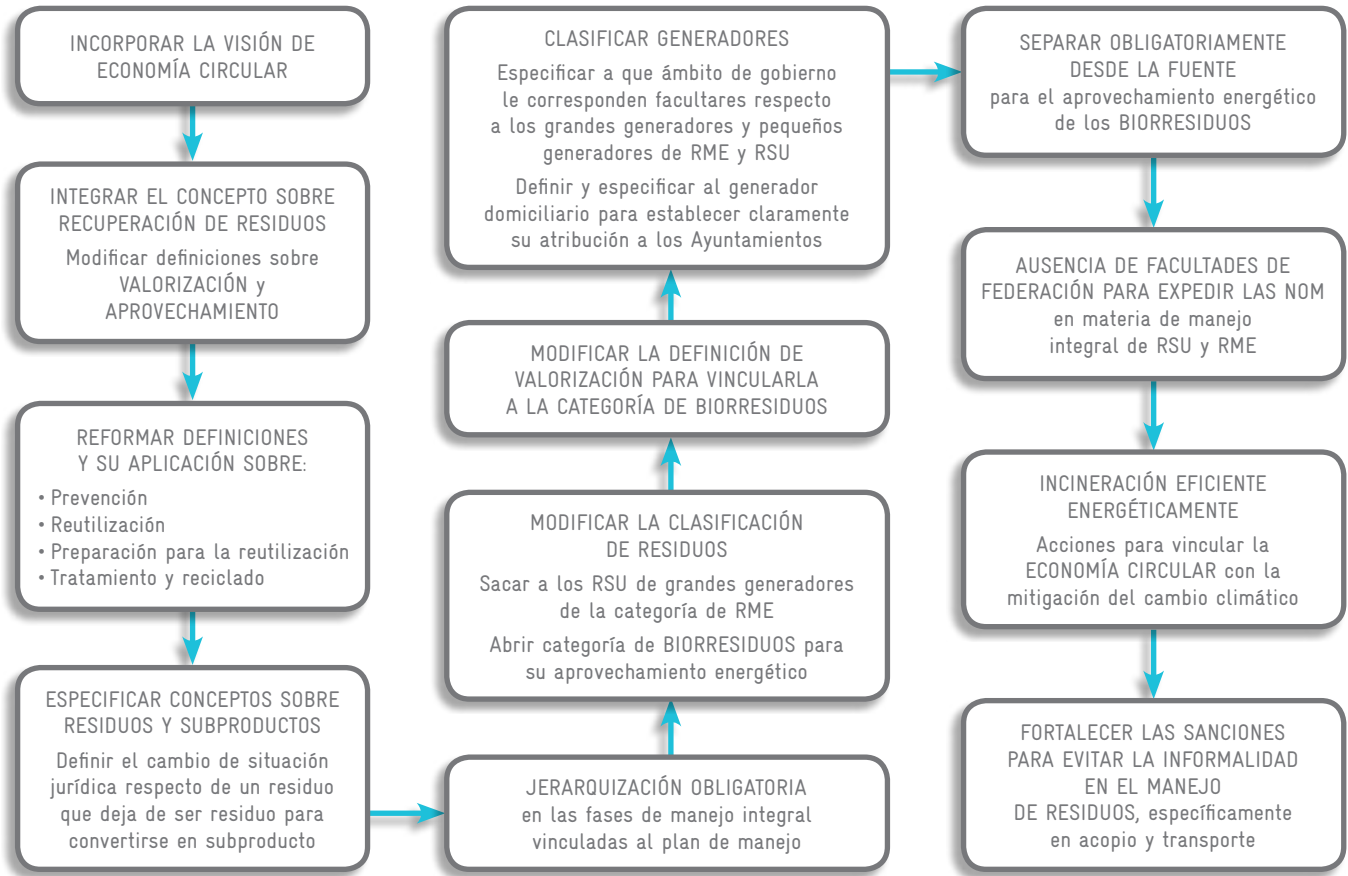 INCORPORAR LA VISIÓN DE
ECONOMÍA CIRCULAR
INTEGRAR EL CONCEPTO SOBRE
RECUPERACIÓN DE RESIDUOS
Modificar definiciones sobre
VALORIZACIÓN y
APROVECHAMIENTO
REFORMAR DEFINICIONES
Y SU APLICACIÓN SOBRE:
• Prevención
• Reutilización
• Preparación para la reutilización
• Tratamiento y reciclado
ESPECIFICAR CONCEPTOS SOBRE
RESIDUOS Y SUBPRODUCTOS
Definir el cambio de situación
jurídica respecto de un residuo
que deja de ser residuo para
convertirse en subproducto
JERARQUIZACIÓN OBLIGATORIA
en las fases de manejo integral
vinculadas al plan de manejo
MODIFICAR LA CLASIFICACIÓN
DE RESIDUOS
Sacar a los RSU de grandes generadores
de la categoría de RME
Abrir categoría de BIORRESIDUOS para
su aprovechamiento energético
MODIFICAR LA DEFINICIÓN DE
VALORIZACIÓN PARA VINCULARLA
A LA CATEGORÍA DE BIORRESIDUOS
CLASIFICAR GENERADORES
Especificar a que ámbito de gobierno
le corresponden facultares respecto
a los grandes generadores y pequeños
generadores de RME y RSU
Definir y especificar al generador
domiciliario para establecer claramente
su atribución a los Ayuntamientos
SEPARAR OBLIGATORIAMENTE
DESDE LA FUENTE
para el aprovechamiento energético
de los BIORRESIDUOS
AUSENCIA DE FACULTADES DE
FEDERACIÓN PARA EXPEDIR LAS NOM
en materia de manejo
integral de RSU y RME
INCINERACIÓN EFICIENTE
ENERGÉTICAMENTE
Acciones para vincular la
ECONOMÍA CIRCULAR con la
mitigación del cambio climático
FORTALECER LAS SANCIONES
PARA EVITAR LA INFORMALIDAD
EN EL MANEJO
DE RESIDUOS, específicamente
en acopio y transporte